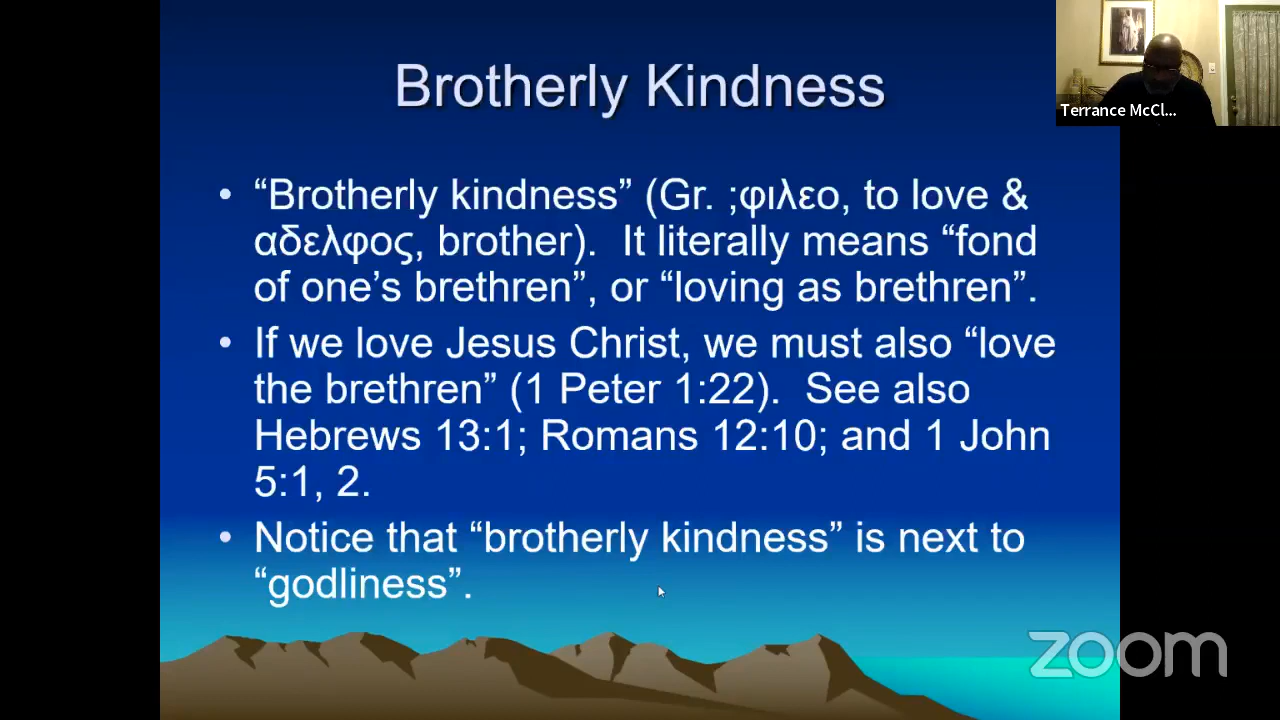 Brotherly Kindness
Terrance McCl...
• “Brotherly kindness” (Gr. ;φιλεο, to love &
αδελφος, brother).  It literally means “fond
of one’s brethren”, or “loving as brethren”.
• If we love Jesus Christ, we must also “love
the brethren” (1 Peter 1:22).  See also
Hebrews 13:1; Romans 12:10; and 1 John
5:1, 2.
• Notice that “brotherly kindness” is next to
“godliness”.
zoom